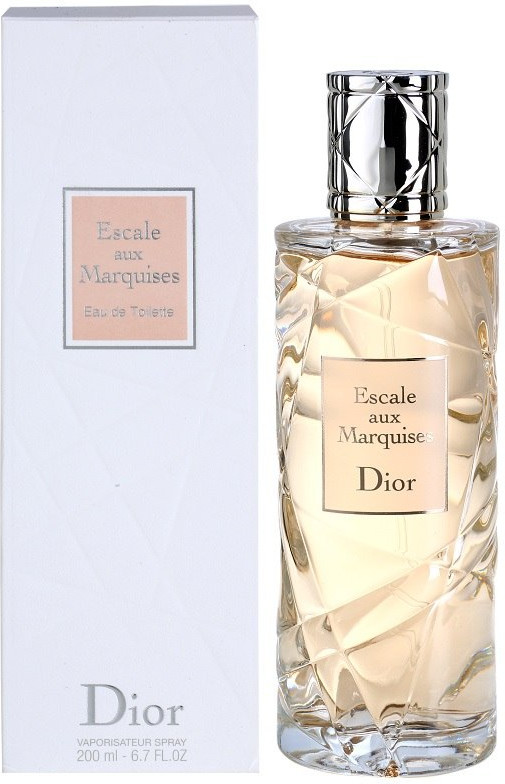 Escale
aux
Marquises
Eau de Toilette
Dior
VAPORISATEUR SPRAY
200 ml - 6.7 FL.OZ
Escale
aux
Marquises
Dior